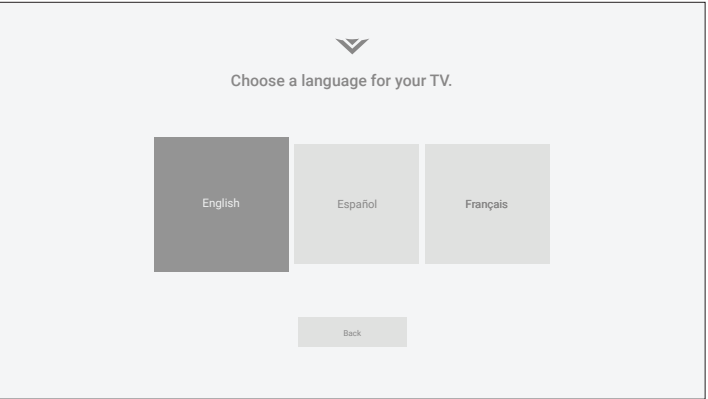 Choose a language for your TV.
English
Español
Français
Back